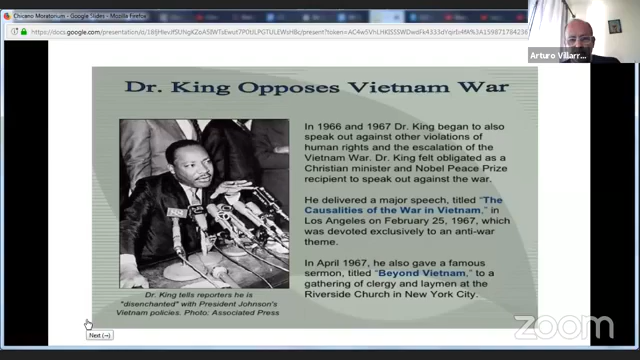 Chicano Moratorium - Google Slides - Mozilla Firefox
https://docs.google.com/presentation/
Arturo Villarr...
Dr. King Opposes Vietnam War
In 1966 and 1967 Dr. King began to also
speak out against other violations of
human rights and the escalation of the
Vietnam War. Dr. King felt obligated as a
Christian minister and Nobel Peace Prize
recipient to speak out against the war.
He delivered a major speech, titled "The
Causalities of the War in Vietnam," in
Los Angeles on February 25, 1967, which
was devoted exclusively to an anti-war
theme.
In April 1967, he also gave a famous
sermon, titled "Beyond Vietnam," to a
gathering of clergy and laymen at the
Riverside Church in New York City.
Dr. King tells reporters he is
"disenchanted" with President Johnson's
Vietnam policies. Photo: Associated Press
Next (→)
zoom